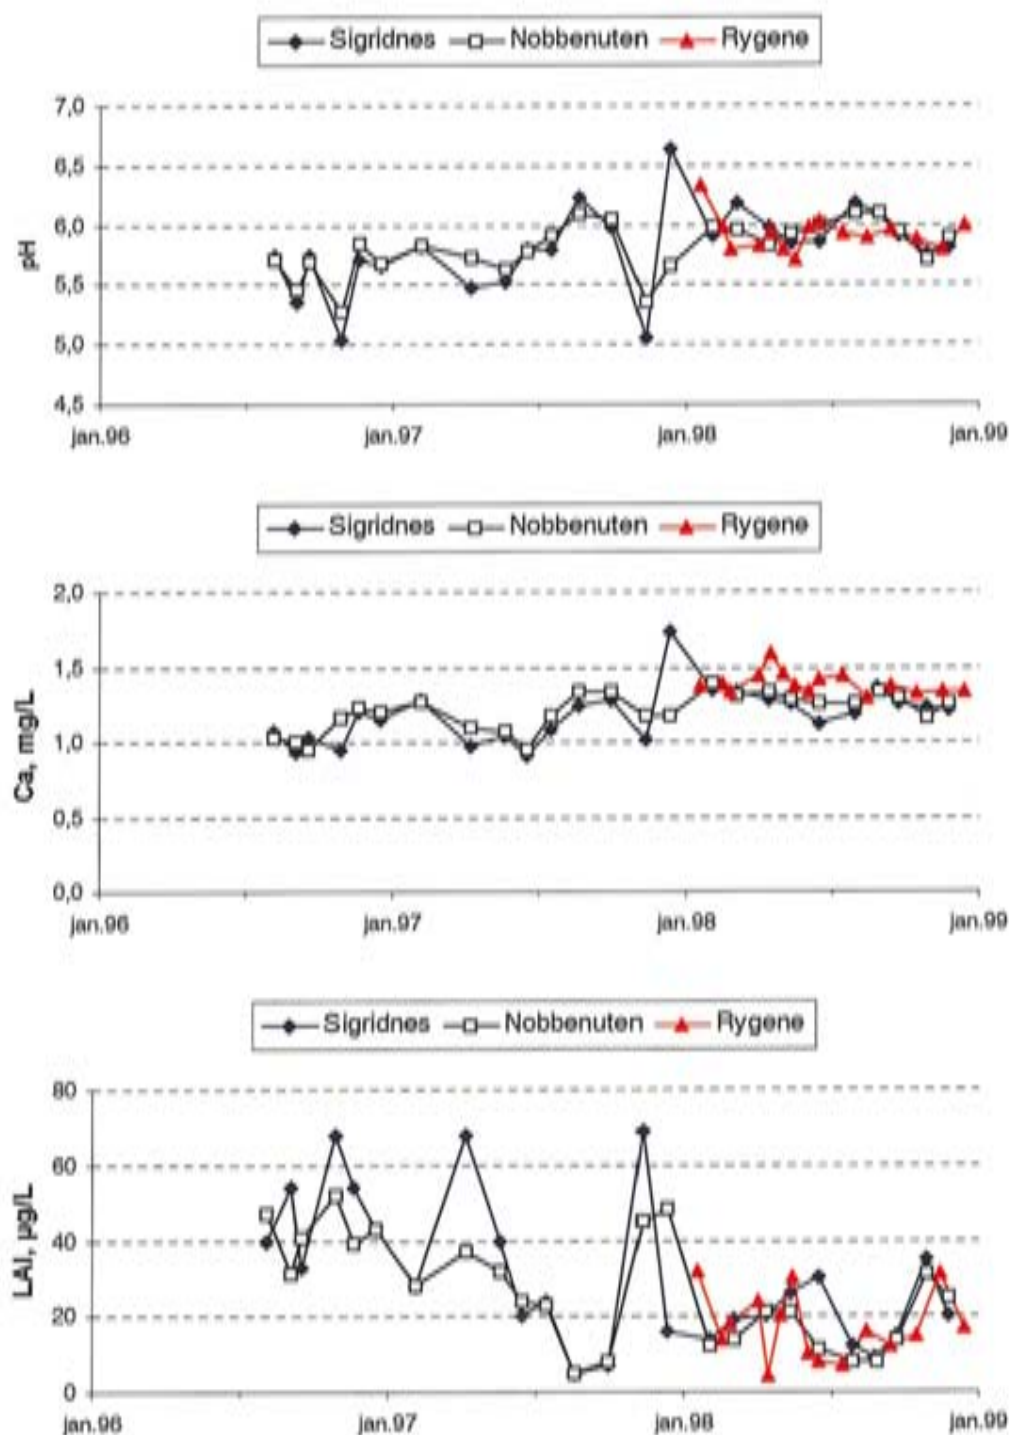 Sigridnes Nobbenuten Rygene
7,0
6,5
6,0
5,5
5,0
4,5
pH
jan.96 jan.97 jan.98 jan.99
Sigridnes Nobbenuten Rygene
2,0
1,5
1,0
0,5
0,0
Ca, mg/L
jan.96 jan.97 jan.98 jan.99
Sigridnes Nobbenuten Rygene
80
60
40
20
0
LAl, µg/L
jan.96 jan.97 jan.98 jan.99